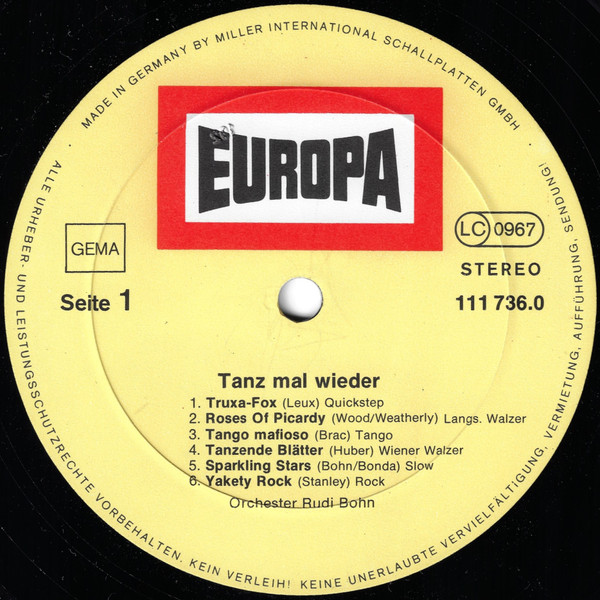 MADE IN GERMANY BY MILLER INTERNATIONAL SCHALLPLATTEN GMBH
EUROPA
GEMA
LC 0967
STEREO
Seite 1
111 736.0
Tanz mal wieder
1. Truxa-Fox (Leux) Quickstep
2. Roses Of Picardy (Wood/Weatherly) Langs. Walzer
3. Tango mafioso (Brac) Tango
4. Tanzende Blätter (Huber) Wiener Walzer
5. Sparkling Stars (Bohn/Bonda) Slow
6. Yakety Rock (Stanley) Rock
Orchester Rudi Bohn
ALLE URHEBER- UND LEISTUNGSSCHUTZRECHTE VORBEHALTEN. KEIN VERLEIH! KEINE UNERLAUBTE VERVIELFÄLTIGUNG, VERMIETUNG, AUFFÜHRUNG, SENDUNG!